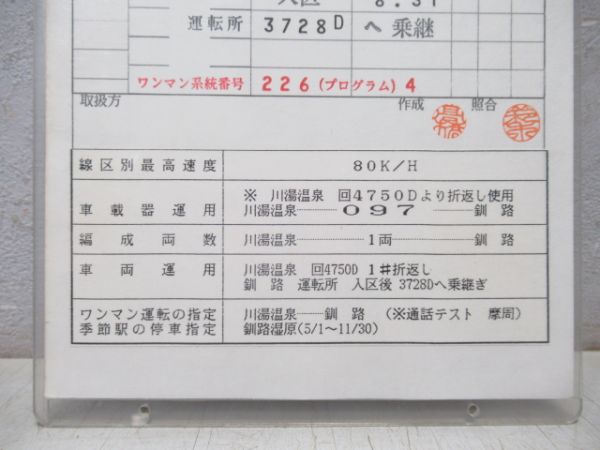 入区 8.31
運転所 3728D へ乗継
ワンマン系統番号 226(プログラム)4
取扱方 作成 照合
線区別最高速度 80K/H
車載器運用 ※ 川湯温泉 回4750Dより折返し使用
川湯温泉 097 釧路
編成両数 川湯温泉 1両 釧路
車両運用 川湯温泉 回4750D 1#折返し
釧路 運転所 入区後 3728Dへ乗継ぎ
ワンマン運転の指定 川湯温泉 釧路 (※通話テスト 摩周)
季節駅の停車指定 釧路湿原(5/1~11/30)